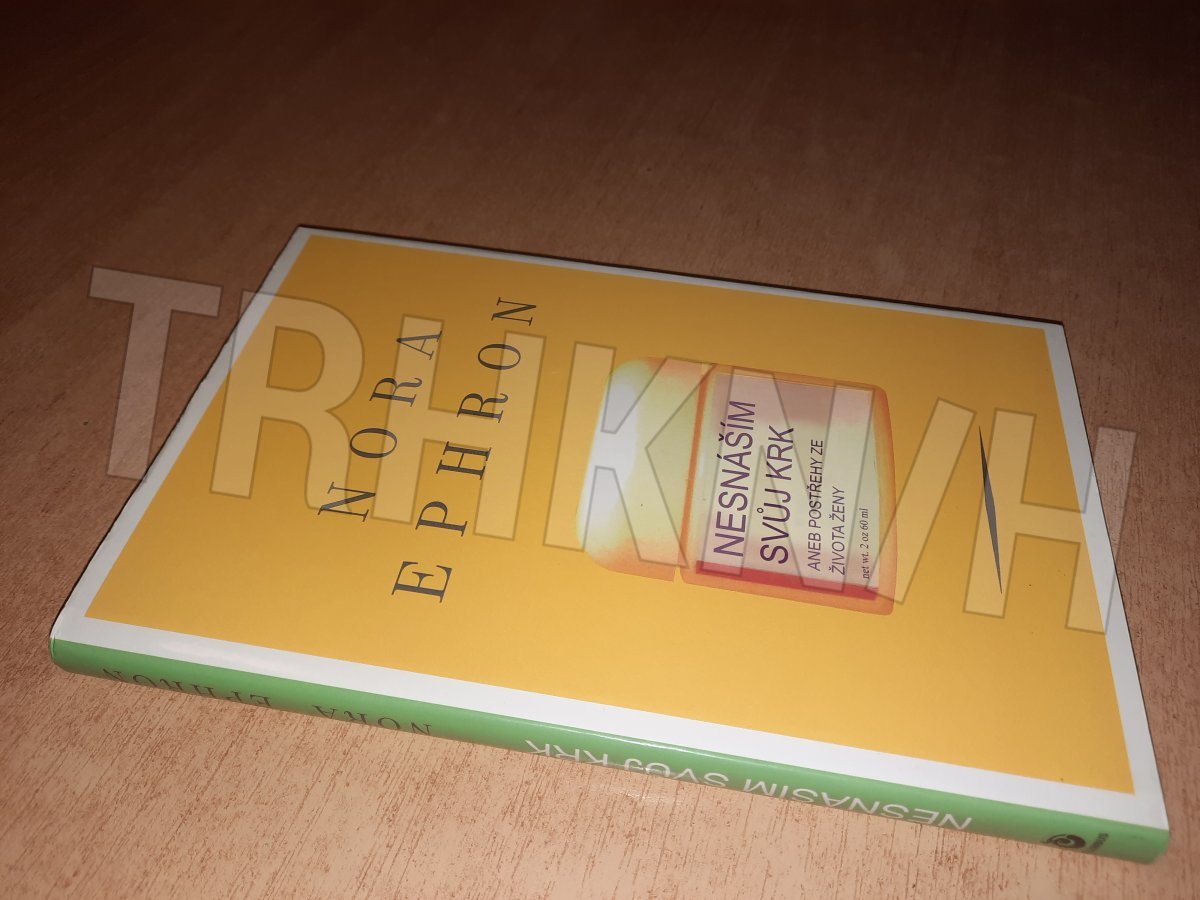 NORA
EPHRON
NESNÁŠÍM
SVŮJ KRK
ANEB POSTŘEHY ZE
ŽIVOTA ŽENY
net wt. 2 oz 60 ml
NORA EPHRON
NESNÁŠÍM SVŮJ KRK
TRHKNIH